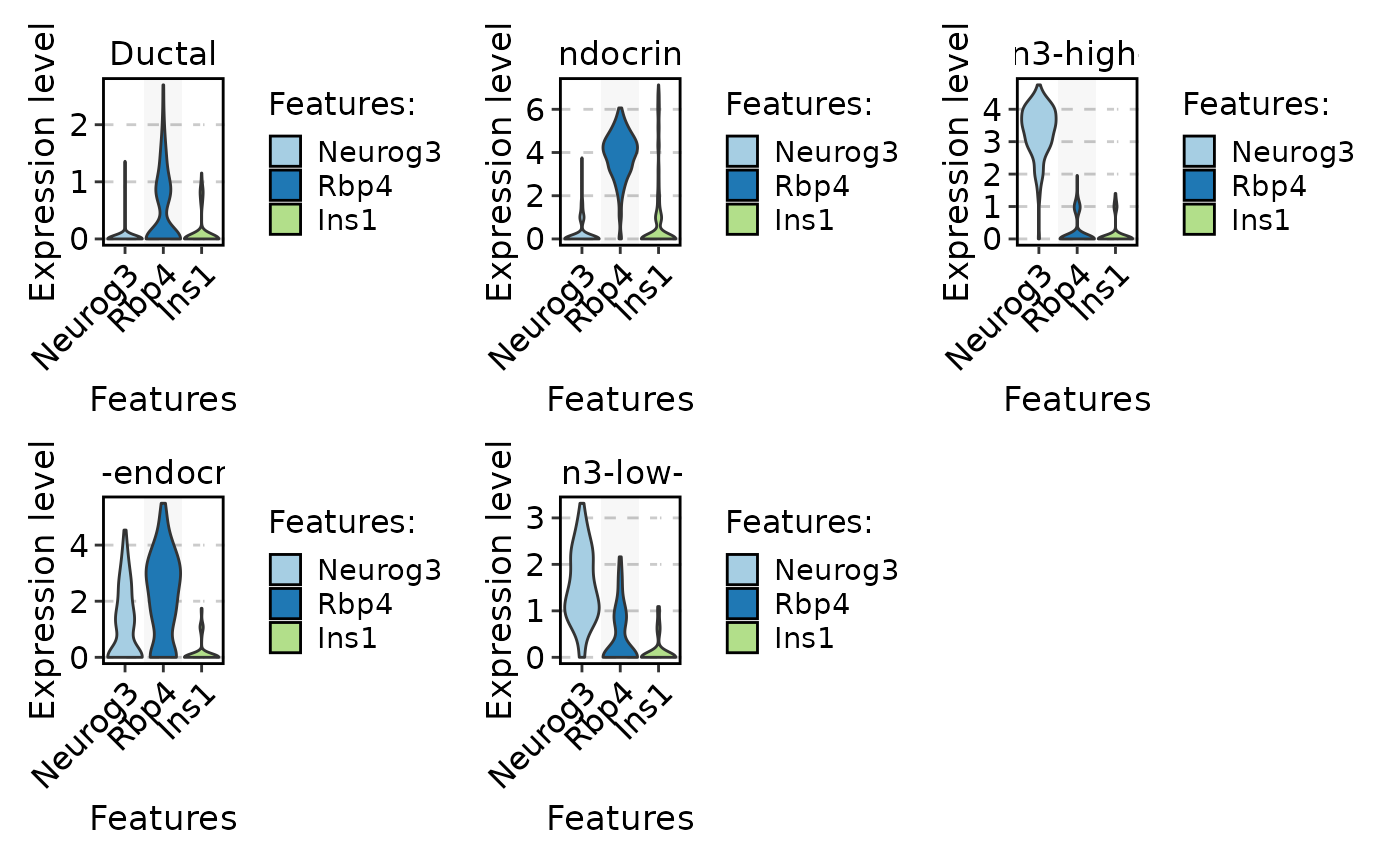 Ductal
Expression level
2
1
0
Neurog3
Rbp4
Ins1
Features
Features:
Neurog3
Rbp4
Ins1
ndocrin
Expression level
6
4
2
0
Neurog3
Rbp4
Ins1
Features
Features:
Neurog3
Rbp4
Ins1
n3-high-
Expression level
4
3
2
1
0
Neurog3
Rbp4
Ins1
Features
Features:
Neurog3
Rbp4
Ins1
-endocr
Expression level
4
2
0
Neurog3
Rbp4
Ins1
Features
Features:
Neurog3
Rbp4
Ins1
n3-low-
Expression level
3
2
1
0
Neurog3
Rbp4
Ins1
Features
Features:
Neurog3
Rbp4
Ins1